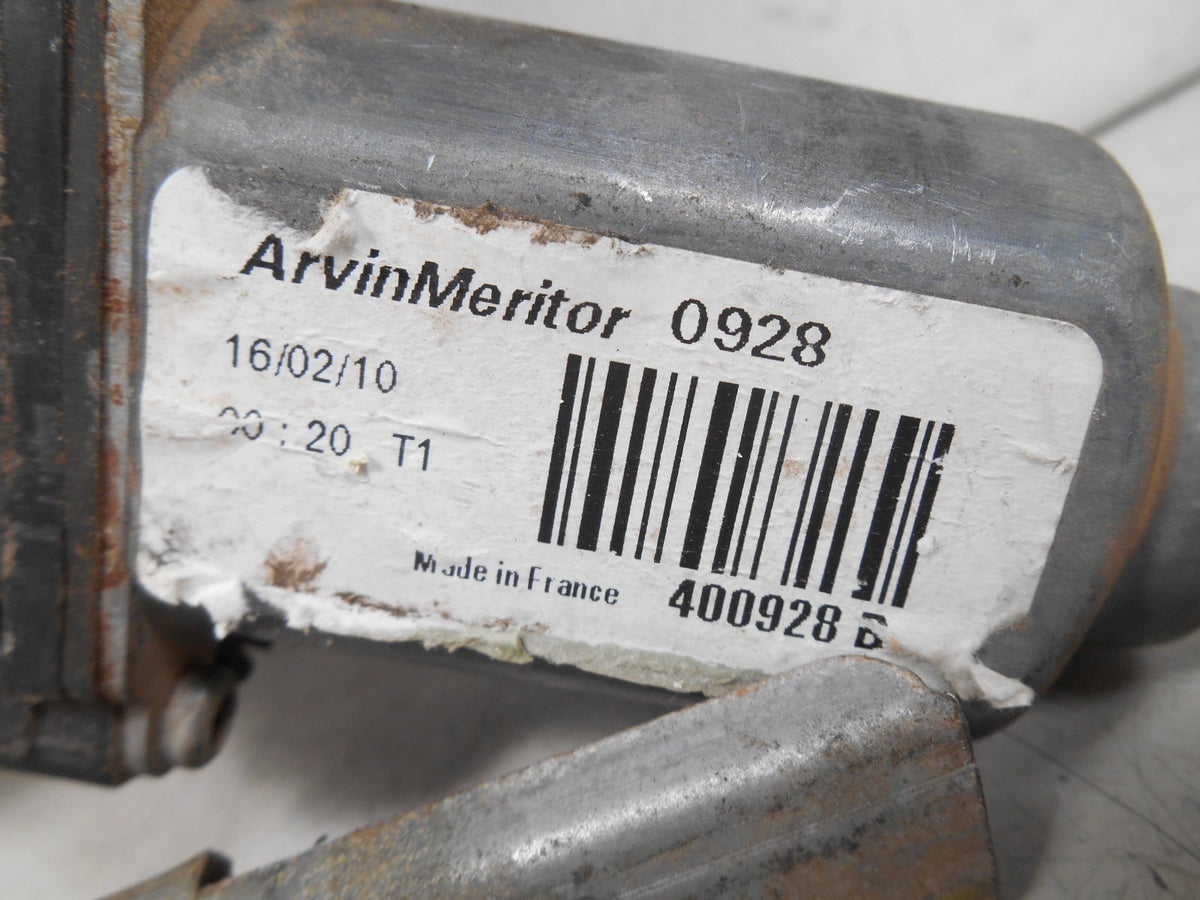 ArvinMeritor 0928
16/02/10
: 20 T1
Made in France
400928 B